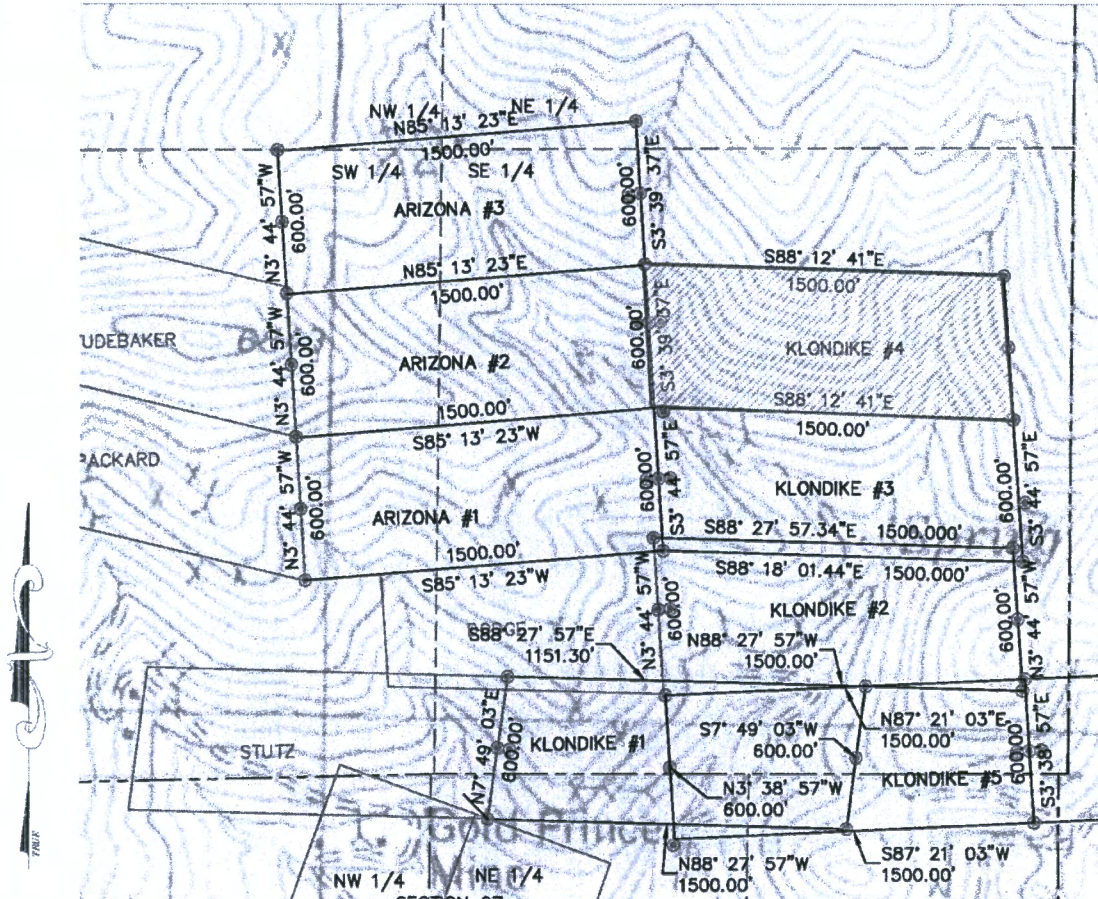 NW 1/4 NE 1/4
N85° 13' 23"E
1500.00'
SW 1/4 SE 1/4
ARIZONA #3
N3° 44' 57"W
600.00'
600.00'
S3° 39' 37"E
N85° 13' 23"E
1500.00'
S88° 12' 41"E
1500.00'
KLONDIKE #4
UDEBAKER
ARIZONA #2
N3° 44' 57"W
600.00'
600.00'
S3° 39' 37"E
1500.00'
S85° 13' 23"W
S88° 12' 41"E
1500.00'
PACKARD
ARIZONA #1
N3° 44' 57"W
600.00'
600.00'
S3° 44' 57"E
KLONDIKE #3
600.00'
S3° 44' 57"E
1500.00'
S85° 13' 23"W
S88° 27' 57.34"E 1500.000'
S88° 18' 01.44"E 1500.000'
KLONDIKE #2
N3° 44' 57"W
600.00'
N3° 44' 57"W
S88° 27' 57"E
1151.30'
N88° 27' 57"W
1500.00'
STUTZ
KLONDIKE #1
N7° 49' 03"E
600.00'
S7° 49' 03"W
600.00'
N87° 21' 03"E
1500.00'
KLONDIKE #5
600.00'
S3° 38' 57"E
N3° 38' 57"W
600.00'
Gold Prince
Mine
N88° 27' 57"W
1500.00'
S87° 21' 03"W
1500.00'
NW 1/4 NE 1/4
TRUE